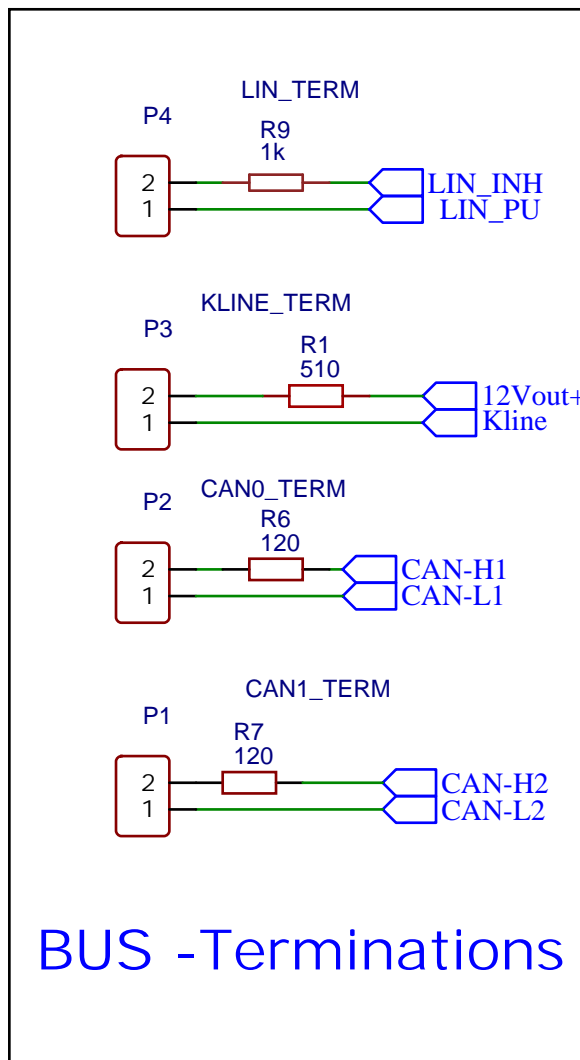 LIN_TERM
P4
R9
1k
2
LIN_INH
1
LIN_PU
KLINE_TERM
P3
R1
510
2
12Vout+
1
Kline
CAN0_TERM
P2
R6
120
2
CAN-H1
1
CAN-L1
CAN1_TERM
P1
R7
120
2
CAN-H2
1
CAN-L2
BUS -Terminations